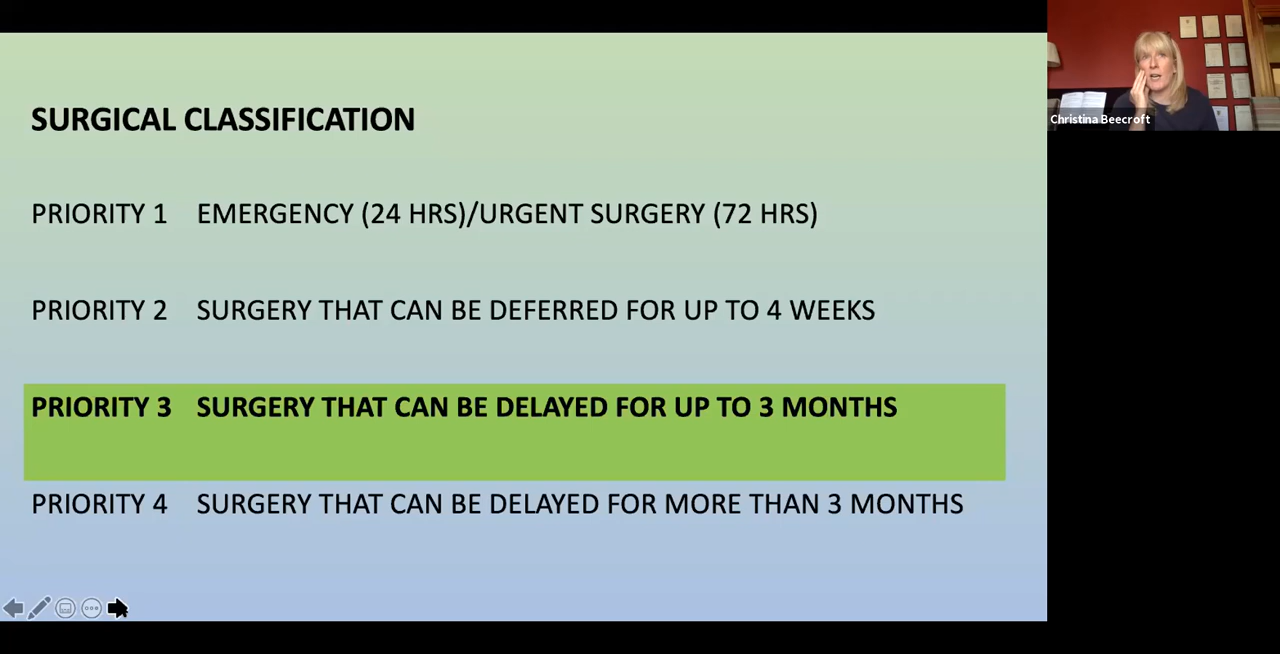 SURGICAL CLASSIFICATION
PRIORITY 1 EMERGENCY (24 HRS)/URGENT SURGERY (72 HRS)
PRIORITY 2 SURGERY THAT CAN BE DEFERRED FOR UP TO 4 WEEKS
PRIORITY 3 SURGERY THAT CAN BE DELAYED FOR UP TO 3 MONTHS
PRIORITY 4 SURGERY THAT CAN BE DELAYED FOR MORE THAN 3 MONTHS
Christina Beecroft